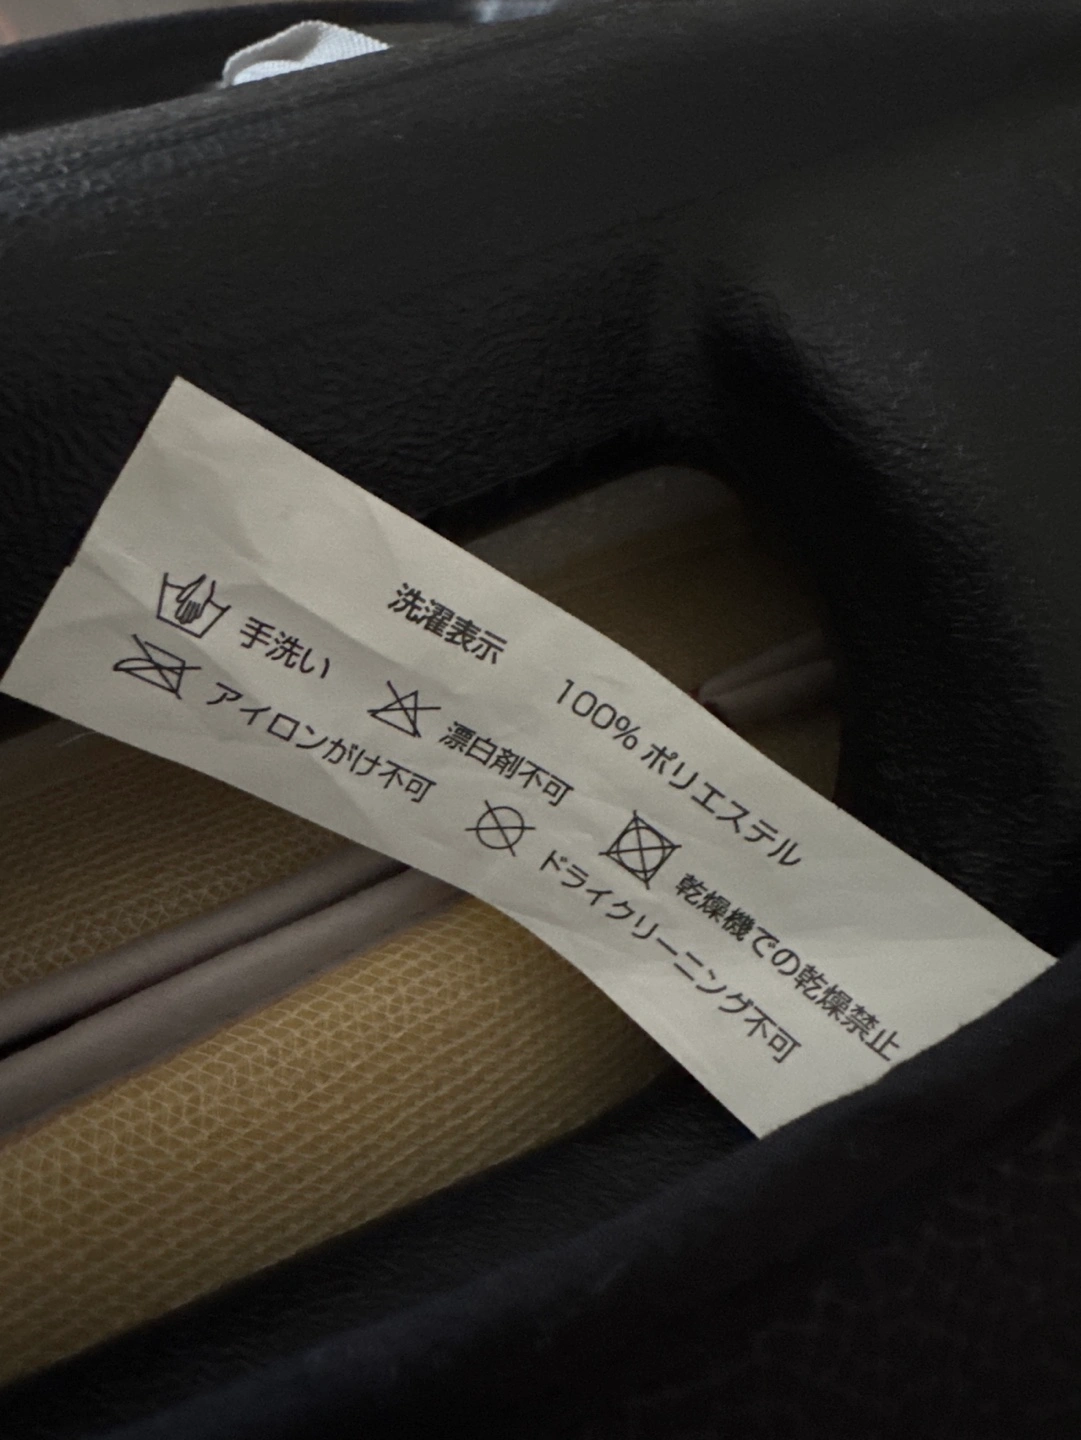 洗濯表示
100% ポリエステル
手洗い
漂白剤不可
乾燥機での乾燥禁止
アイロンがけ不可
ドライクリーニング不可